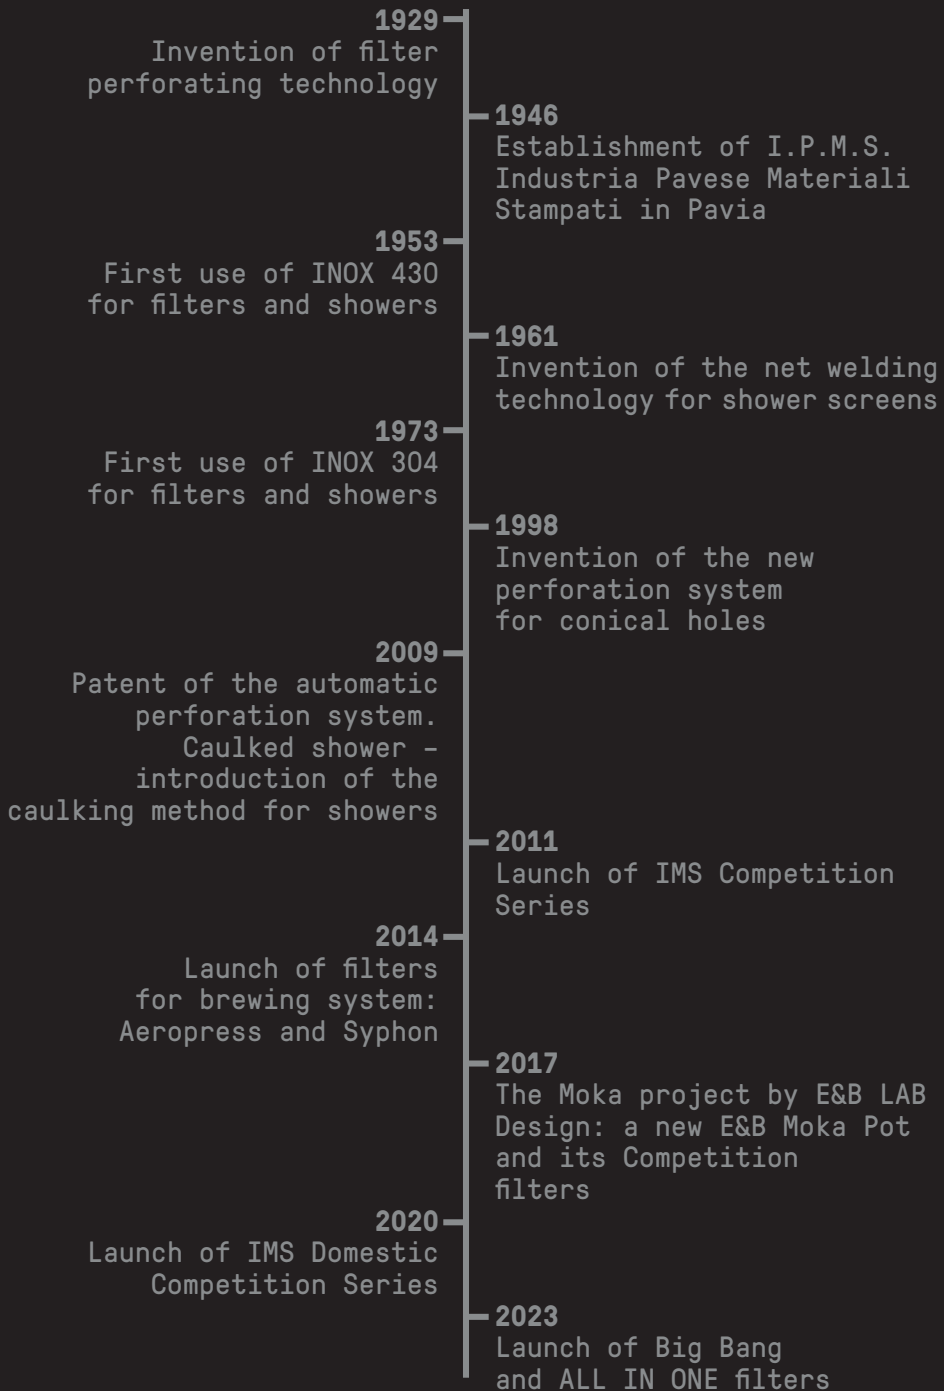 1929
Invention of filter
perforating technology
1946
Establishment of I.P.M.S.
Industria Pavese Materiali
Stampati in Pavia
1953
First use of INOX 430
for filters and showers
1961
Invention of the net welding
technology for shower screens
1973
First use of INOX 304
for filters and showers
1998
Invention of the new
perforation system
for conical holes
2009
Patent of the automatic
perforation system.
Caulked shower –
introduction of the
caulking method for showers
2011
Launch of IMS Competition
Series
2014
Launch of filters
for brewing system:
Aeropress and Syphon
2017
The Moka project by E&B LAB
Design: a new E&B Moka Pot
and its Competition
filters
2020
Launch of IMS Domestic
Competition Series
2023
Launch of Big Bang
and ALL IN ONE filters